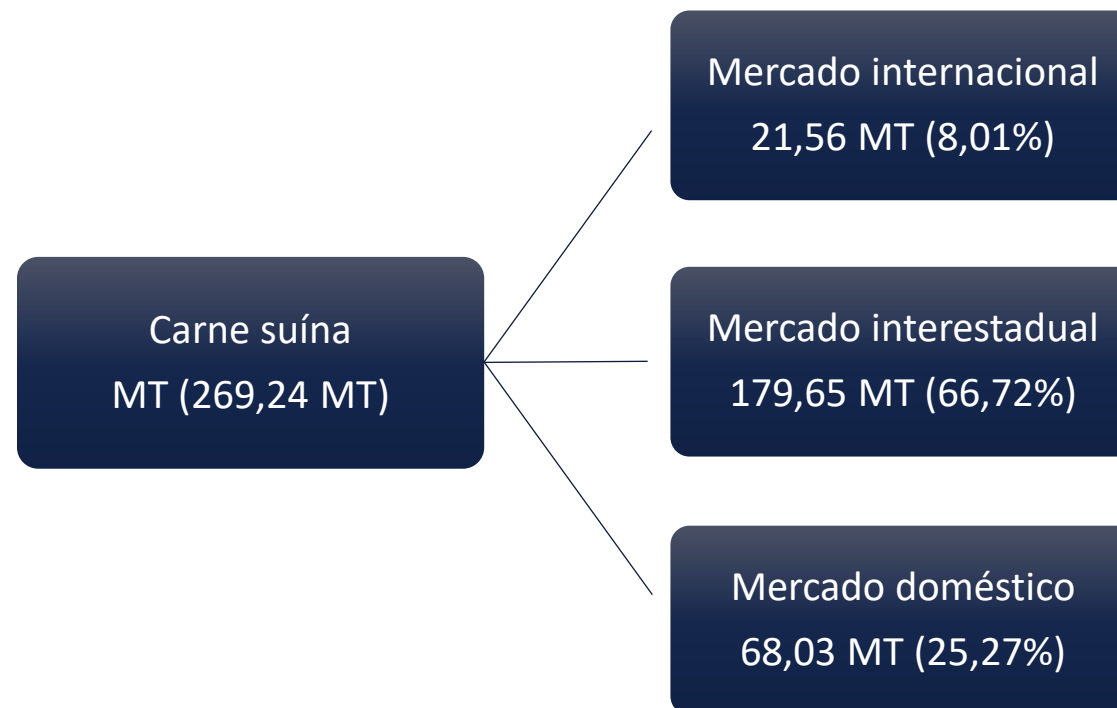 Carne suína
MT (269,24 MT)
Mercado internacional
21,56 MT (8,01%)
Mercado interestadual
179,65 MT (66,72%)
Mercado doméstico
68,03 MT (25,27%)